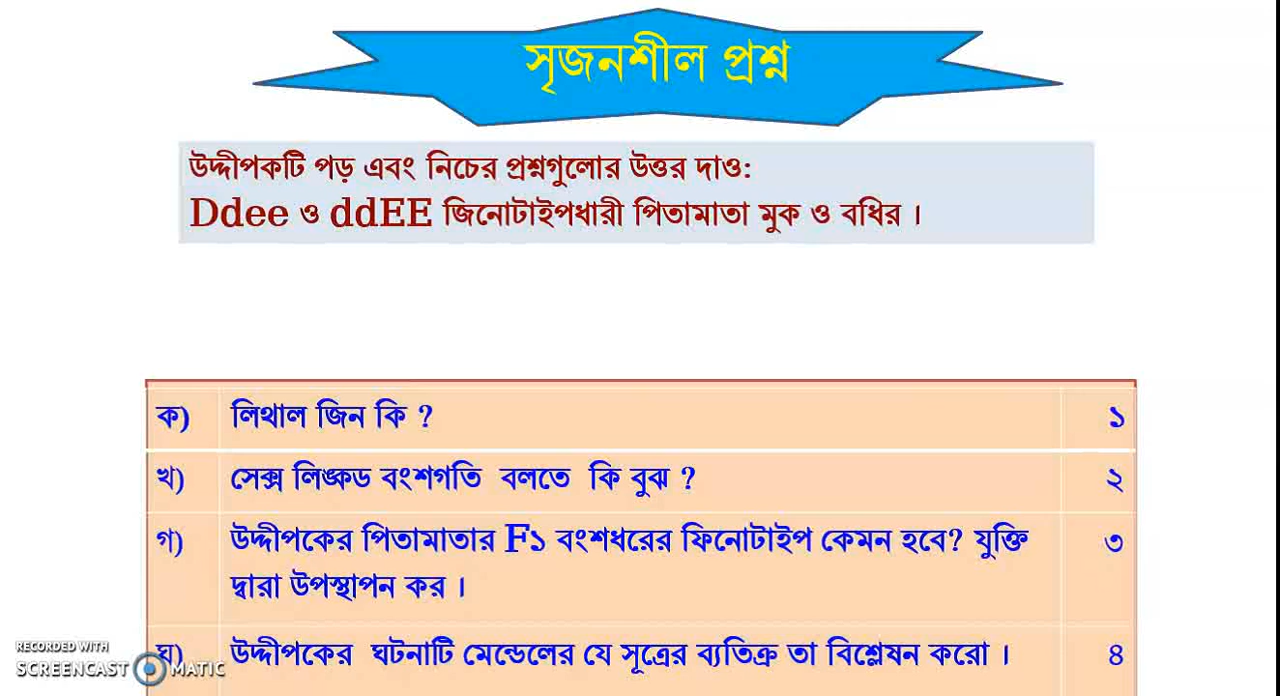 সৃজনশীল প্রশ্ন
উদ্দীপকটি পড় এবং নিচের প্রশ্নগুলোর উত্তর দাও:
Ddee ও ddEE জিনোটাইপধারী পিতামাতা মুক ও বধির ।
ক) লিথাল জিন কি ? ১
খ) সেক্স লিঙ্কড বংশগতি বলতে কি বুঝ ? ২
গ) উদ্দীপকের পিতামাতার F১ বংশধরের ফিনোটাইপ কেমন হবে? যুক্তি ৩
দ্বারা উপস্থাপন কর ।
ঘ) উদ্দীপকের ঘটনাটি মেন্ডেলের যে সূত্রের ব্যতিক্র তা বিশ্লেষন করো । ৪
RECORDED WITH
SCREENCAST MATIC